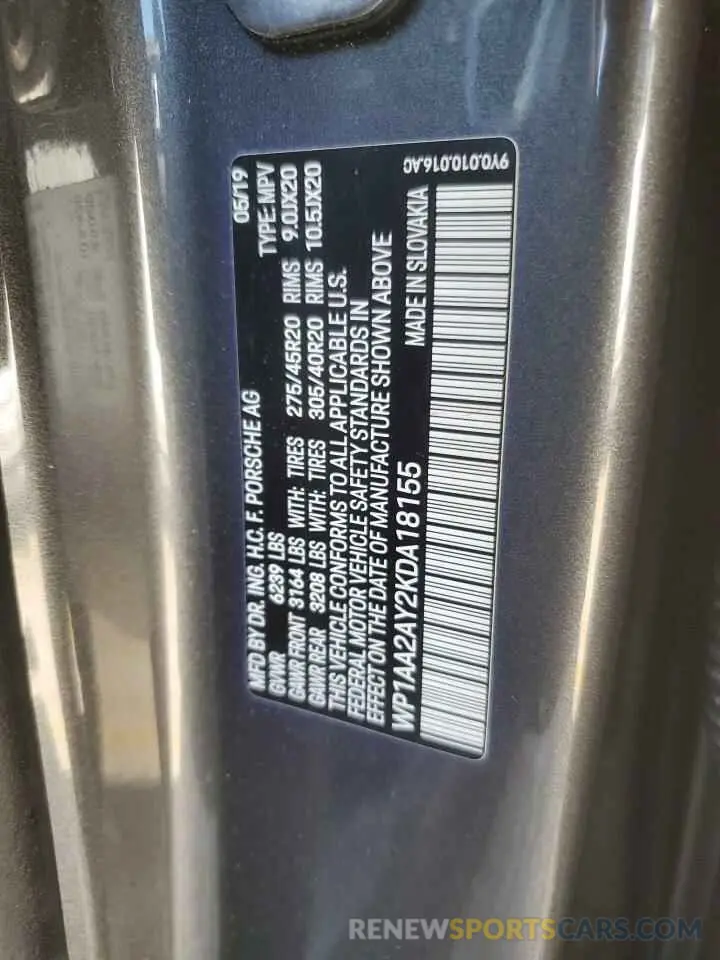 MFD BY DR. ING. H.C. F. PORSCHE AG 05/19
GVWR 6239 LBS TYPE: MPV
GAWR FRONT 3164 LBS WITH: TIRES 275/45R20 RIMS 9.0JX20
GAWR REAR 3208 LBS WITH: TIRES 305/40R20 RIMS 10.5JX20
THIS VEHICLE CONFORMS TO ALL APPLICABLE U.S.
FEDERAL MOTOR VEHICLE SAFETY STANDARDS IN
EFFECT ON THE DATE OF MANUFACTURE SHOWN ABOVE
WP1AA2AY2KDA18155 MADE IN SLOVAKIA
9Y0.010.016.AC
RENEWSPORTSCARS.COM